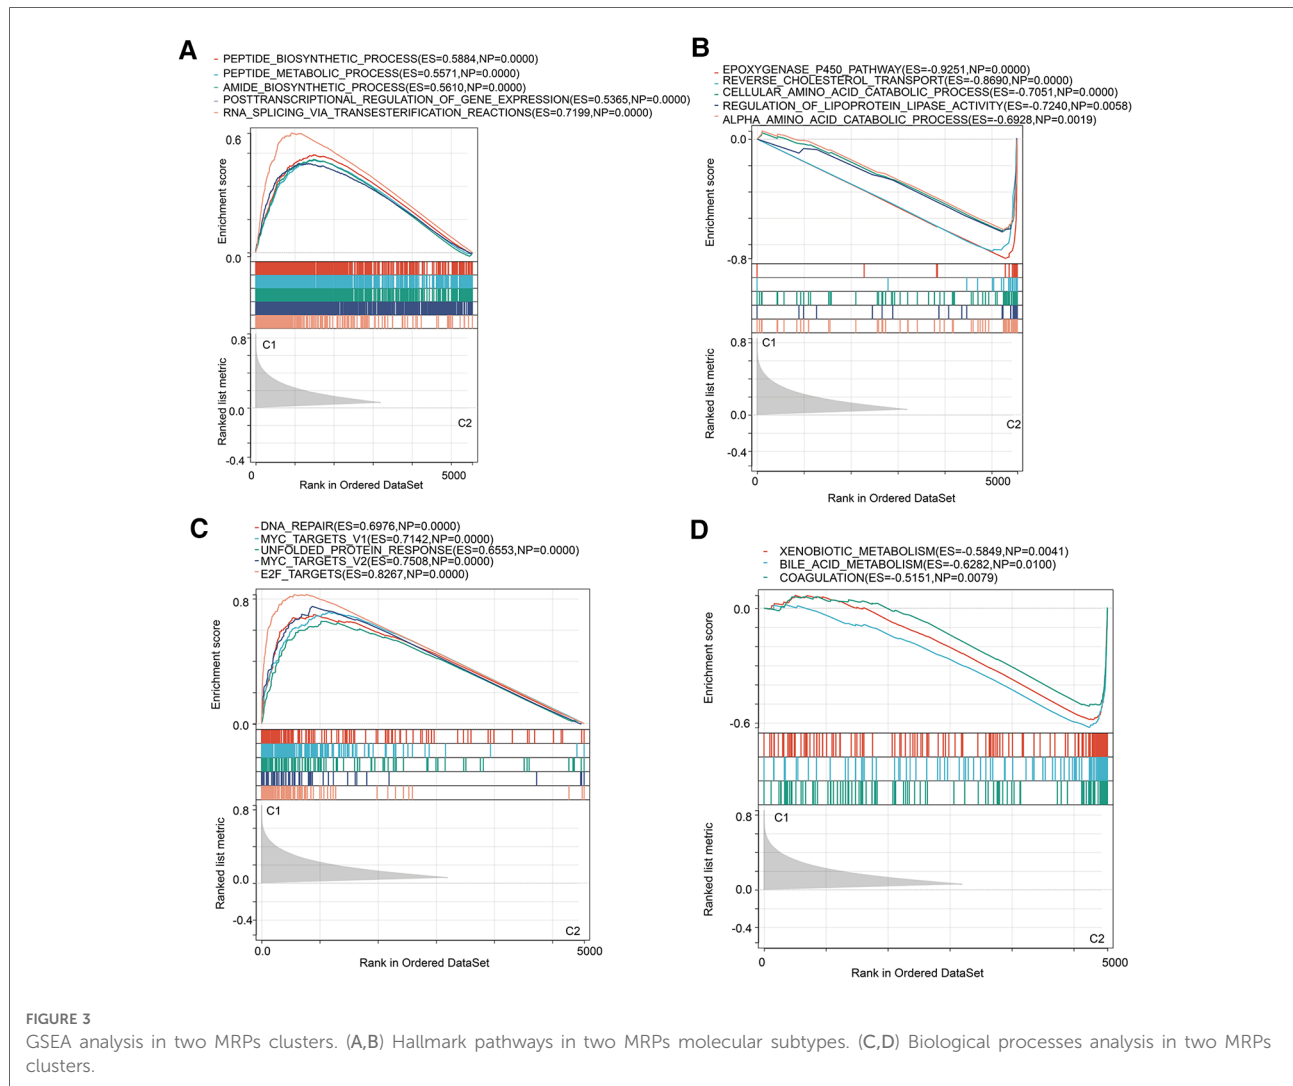 A
PEPTIDE_BIOSYNTHETIC_PROCESS(ES=0.5884,NP=0.0000)
PEPTIDE_METABOLIC_PROCESS(ES=0.5571,NP=0.0000)
AMIDE_BIOSYNTHETIC_PROCESS(ES=0.5610,NP=0.0000)
POSTTRANSCRIPTIONAL_REGULATION_OF_GENE_EXPRESSION(ES=0.5365,NP=0.0000)
RNA_SPLICING_VIA_TRANSESTERIFICATION_REACTIONS(ES=0.7199,NP=0.0000)
0.6
Enrichment score
0.0
0.8
C1
Ranked list metric
0.0
C2
-0.4
0
5000
Rank in Ordered DataSet
B
EPOXYGENASE_P450_PATHWAY(ES=-0.9251,NP=0.0000)
REVERSE_CHOLESTEROL_TRANSPORT(ES=-0.8690,NP=0.0000)
CELLULAR_AMINO_ACID_CATABOLIC_PROCESS(ES=-0.7051,NP=0.0000)
REGULATION_OF_LIPOPROTEIN_LIPASE_ACTIVITY(ES=-0.7240,NP=0.0058)
ALPHA_AMINO_ACID_CATABOLIC_PROCESS(ES=-0.6928,NP=0.0019)
0.0
Enrichment score
-0.8
0.8
C1
Ranked list metric
0.0
C2
-0.4
0
5000
Rank in Ordered DataSet
C
DNA_REPAIR(ES=0.6976,NP=0.0000)
MYC_TARGETS_V1(ES=0.7142,NP=0.0000)
UNFOLDED_PROTEIN_RESPONSE(ES=0.6553,NP=0.0000)
MYC_TARGETS_V2(ES=0.7508,NP=0.0000)
E2F_TARGETS(ES=0.8267,NP=0.0000)
0.8
Enrichment score
0.0
0.8
C1
Ranked list metric
0.0
-0.4
C2
0.0
5000
Rank in Ordered DataSet
D
XENOBIOTIC_METABOLISM(ES=-0.5849,NP=0.0041)
BILE_ACID_METABOLISM(ES=-0.6282,NP=0.0100)
COAGULATION(ES=-0.5151,NP=0.0079)
0.0
Enrichment score
-0.6
0.8
C1
Ranked list metric
0.0
-0.4
C2
0
5000
Rank in Ordered DataSet
FIGURE 3
GSEA analysis in two MRPs clusters. (A,B) Hallmark pathways in two MRPs molecular subtypes. (C,D) Biological processes analysis in two MRPs
clusters.